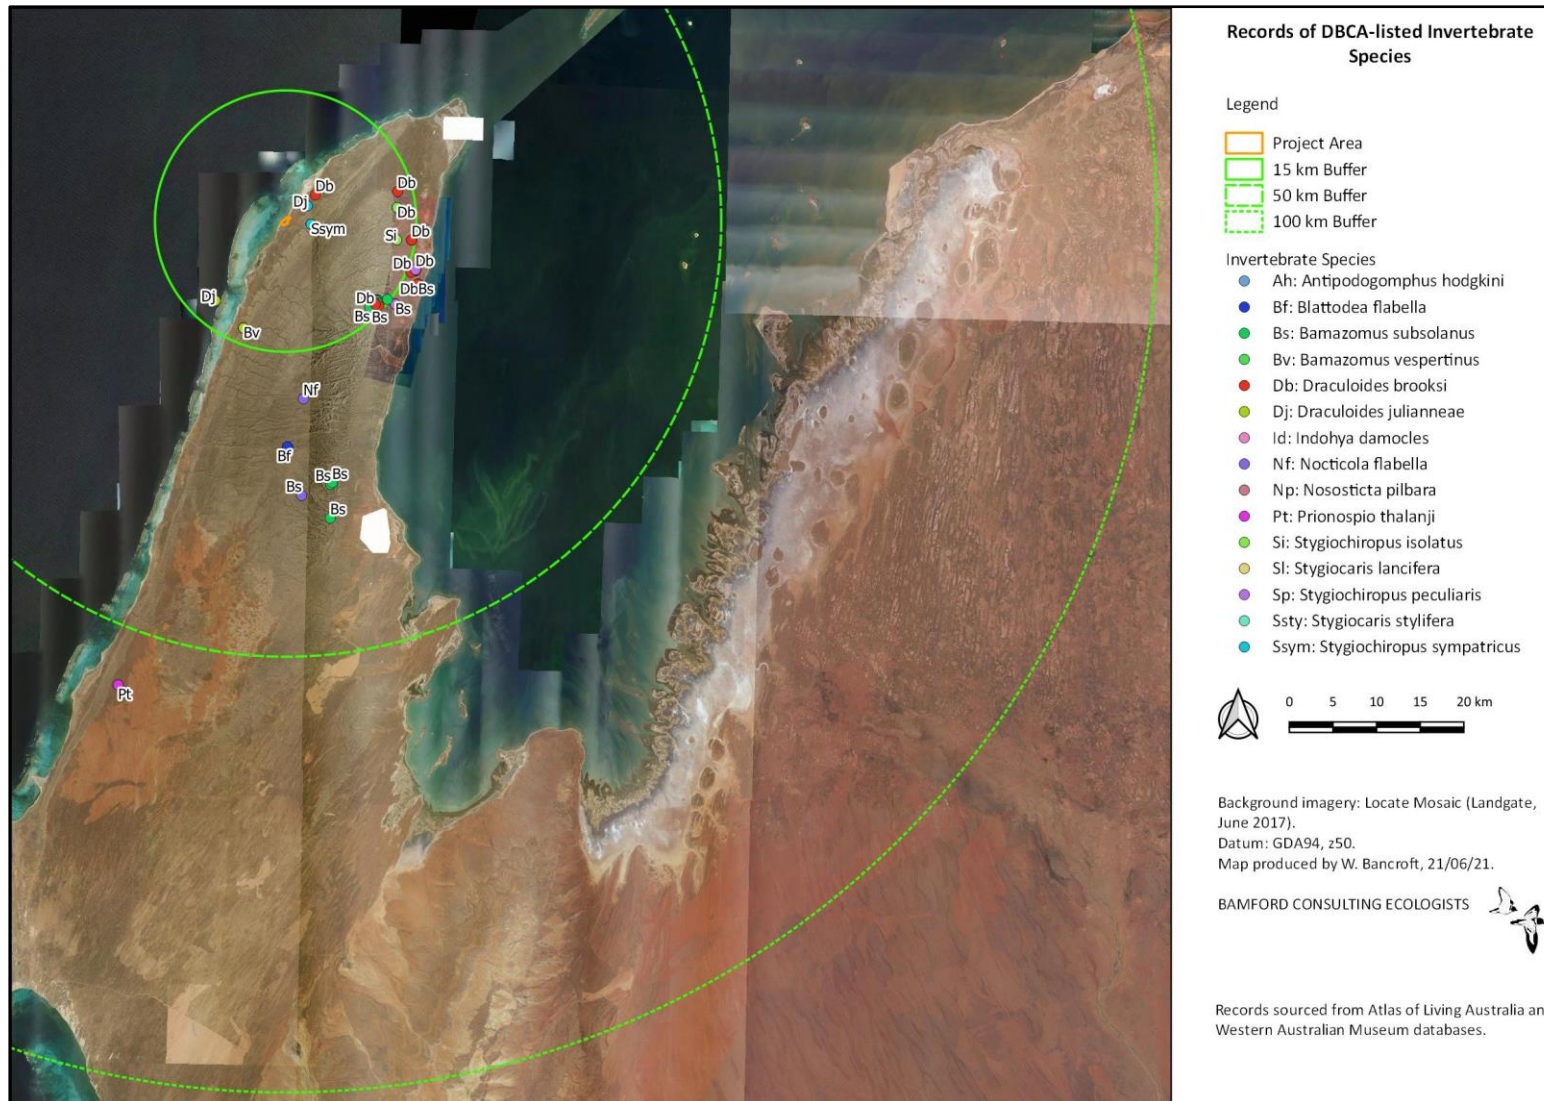 Records of DBCA-listed Invertebrate
Species
Legend
Project Area
15 km Buffer
50 km Buffer
100 km Buffer
Invertebrate Species
Ah: Antipodogomphus hodgkini
Bf: Blattodea flabella
Bs: Bamazomus subsolanus
Bv: Bamazomus vespertinus
Db: Draculoides brooksi
Dj: Draculoides julianneae
Id: Indohya damocles
Nf: Nocticola flabella
Np: Nososticta pilbara
Pt: Prionospio thalanji
Si: Stygiochiropus isolatus
Sl: Stygiocaris lancifera
Sp: Stygiochiropus peculiaris
Ssty: Stygiocaris stylifera
Ssym: Stygiochiropus sympatricus
0 5 10 15 20 km
Background imagery: Locate Mosaic (Landgate,
June 2017).
Datum: GDA94, z50.
Map produced by W. Bancroft, 21/06/21.
BAMFORD CONSULTING ECOLOGISTS
Records sourced from Atlas of Living Australia an
Western Australian Museum databases.
Db
Db
Dj
Db
Ssym
Si
Db
Db
Db
Bs
Dj
Db
Bs
Bs
Bs
Bv
Nf
Bf
Bs
Bs
Bs
Bs
Pt